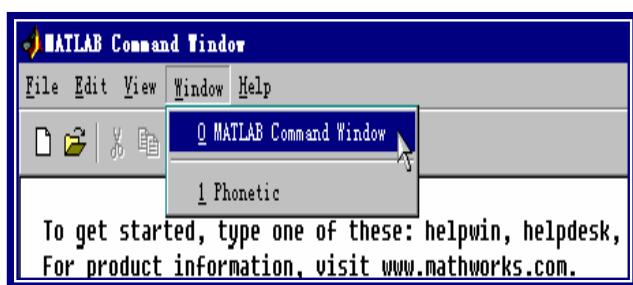 MATLAB Command Window
File Edit View Window Help
0 MATLAB Command Window
1 Phonetic
To get started, type one of these: helpwin, helpdesk,
For product information, visit www.mathworks.com.